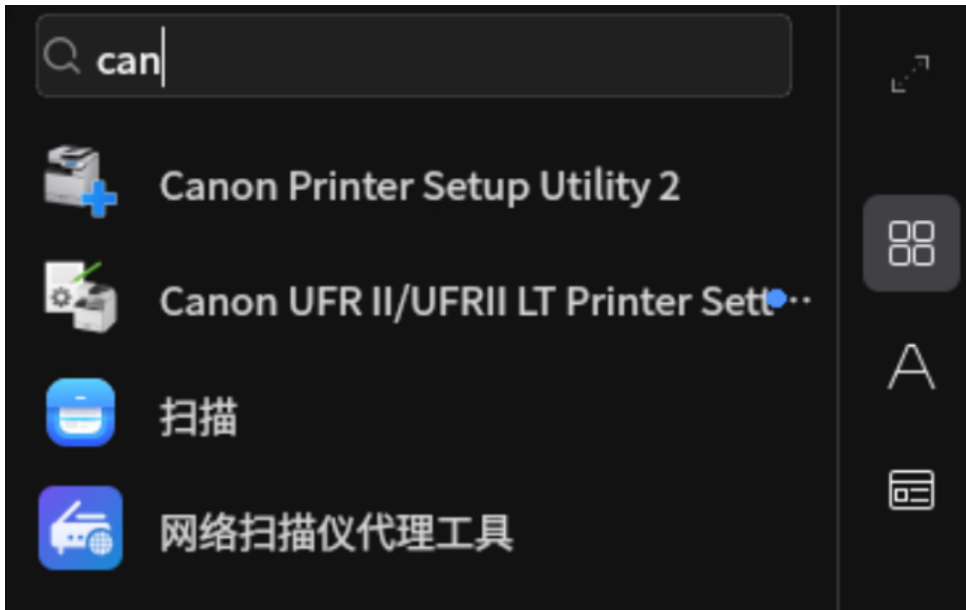 can
Canon Printer Setup Utility 2
Canon UFR II/UFRII LT Printer Sett...
扫描
网络扫描仪代理工具